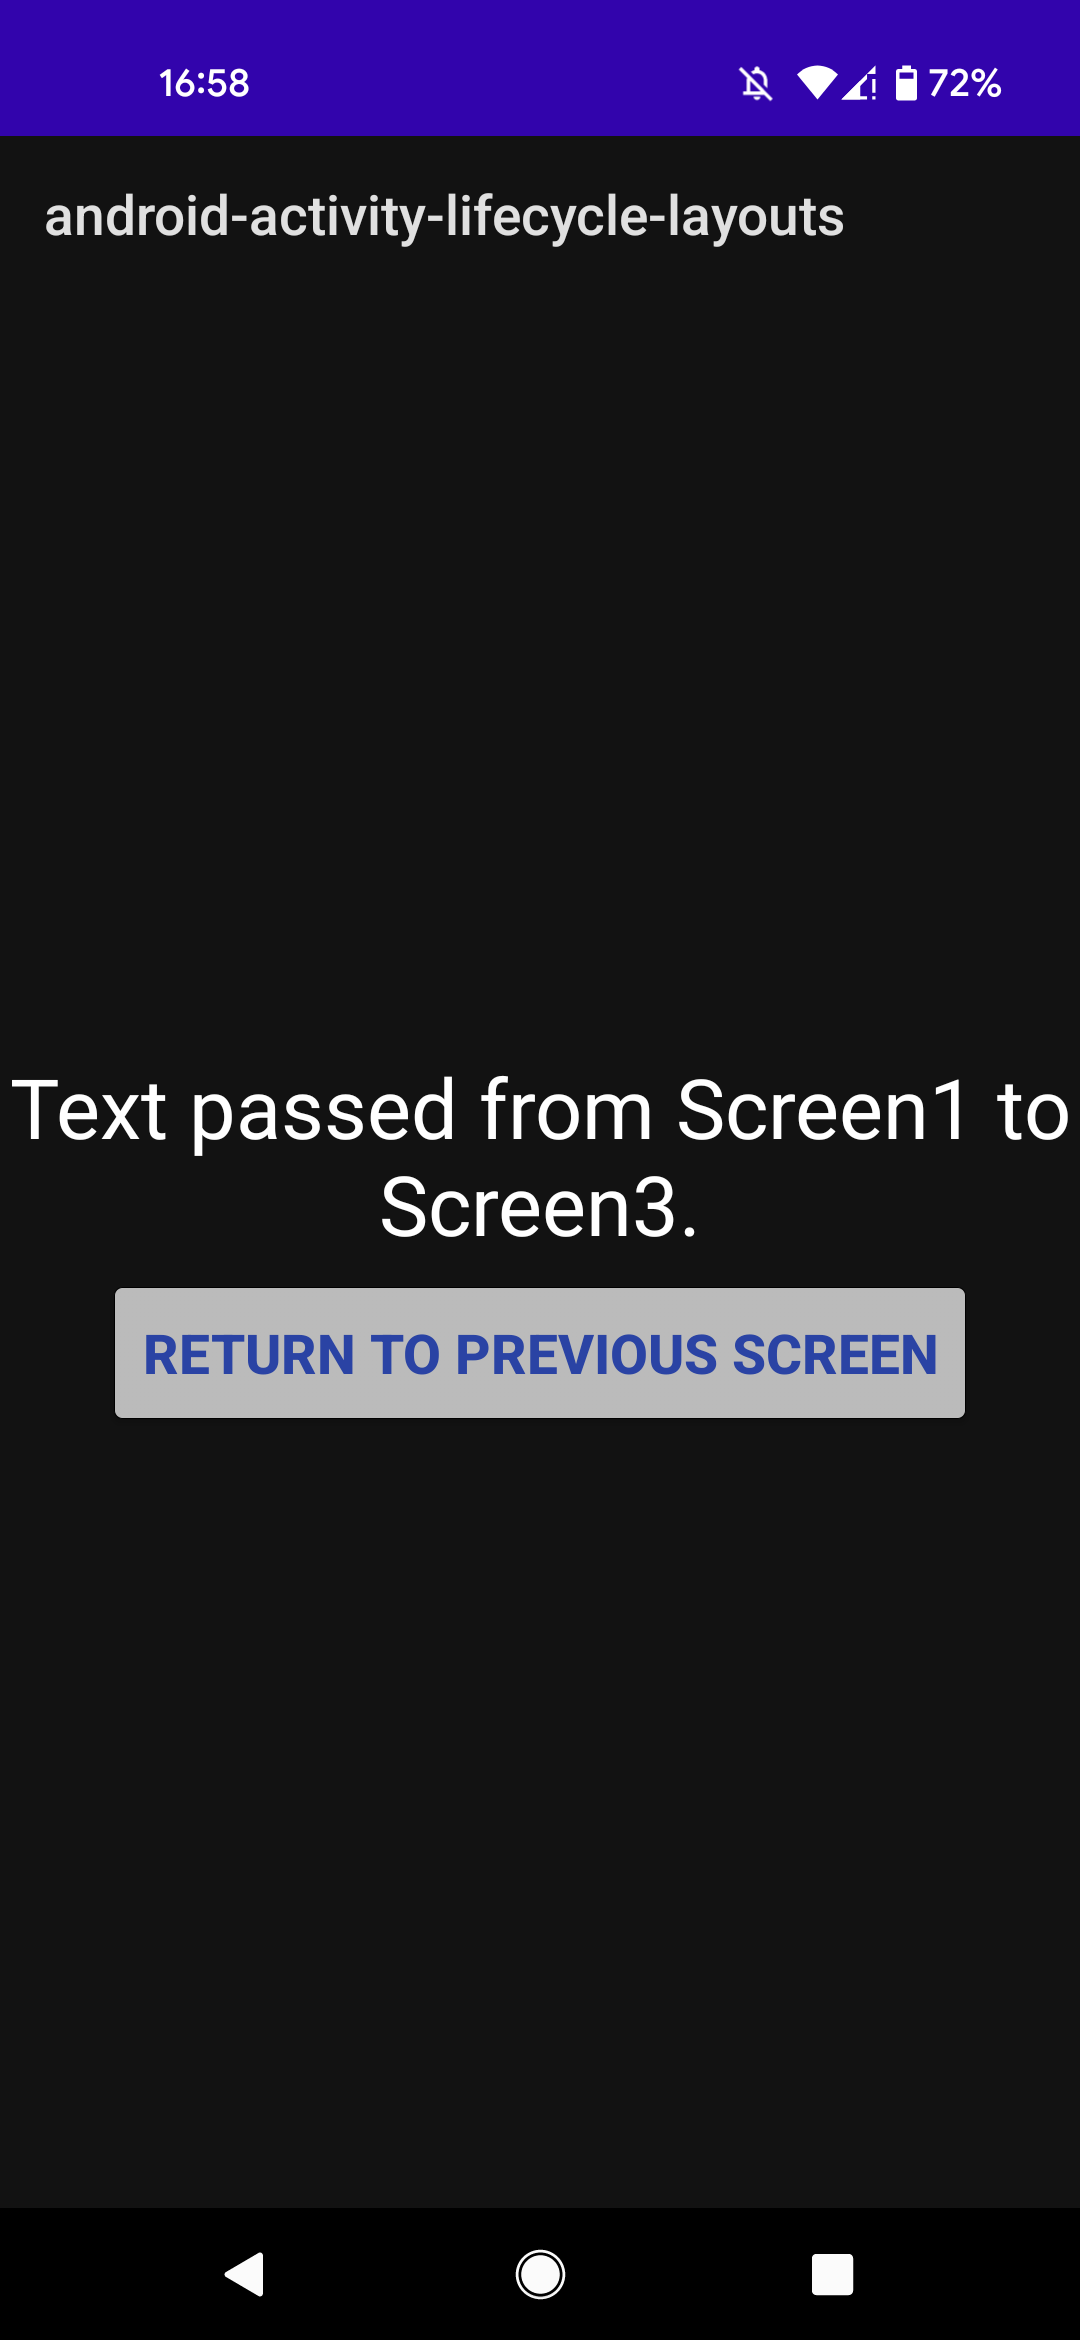 16:58 72%
android-activity-lifecycle-layouts
Text passed from Screen1 to
Screen3.
RETURN TO PREVIOUS SCREEN